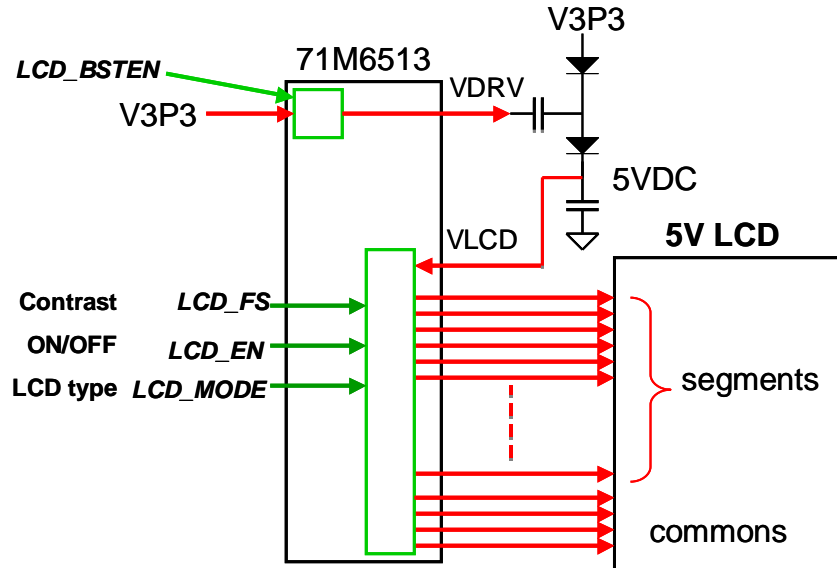 V3P3
71M6513
LCD_BSTEN
VDRV
V3P3
5VDC
VLCD
5V LCD
Contrast LCD_FS
ON/OFF LCD_EN
LCD type LCD_MODE
segments
commons